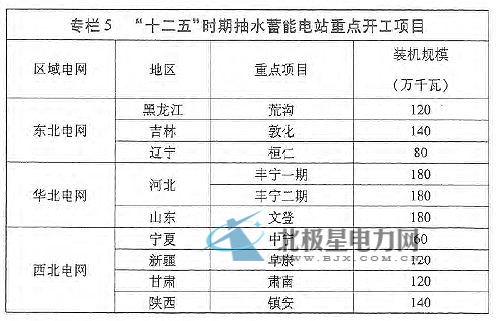 专栏 5 “十二五”时期抽水蓄能电站重点开工项目
区域电网 地区 重点项目 装机规模
(万千瓦)
东北电网 黑龙江 荒沟 120
吉林 敦化 140
辽宁 桓仁 80
华北电网 河北 丰宁一期 180
丰宁二期 180
山东 文登 180
西北电网 宁夏 中宁 60
新疆 阜康 120
甘肃 肃南 120
陕西 镇安 140
北极星电力网
WWW.BJX.COM.CN